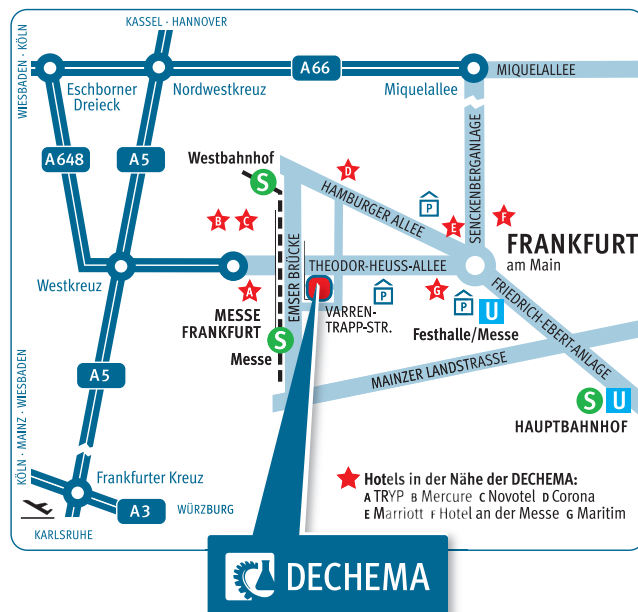 KASSEL · HANNOVER
WIESBADEN · KÖLN
A66
MIQUELALLEE
Eschborner
Dreieck
Nordwestkreuz
Miquelallee
A648
A5
Westbahnhof
S
D
P
B
C
HAMBURGER ALLEE
E
F
SENCKENBERGANLAGE
FRANKFURT
am Main
Westkreuz
EMSER BRÜCKE
THEODOR-HEUSS-ALLEE
A
G
P
P
U
MESSE
FRANKFURT
VARREN-
TRAPP-STR.
Festhalle/Messe
FRIEDRICH-EBERT-ANLAGE
Messe
S
MAINZER LANDSTRASSE
A5
KÖLN · MAINZ · WIESBADEN
S
U
HAUPTBAHNHOF
Frankfurter Kreuz
A3
WÜRZBURG
KARLSRUHE
Hotels in der Nähe der DECHEMA:
A TRYP B Mercure C Novotel D Corona
E Marriott F Hotel an der Messe G Maritim
DECHEMA